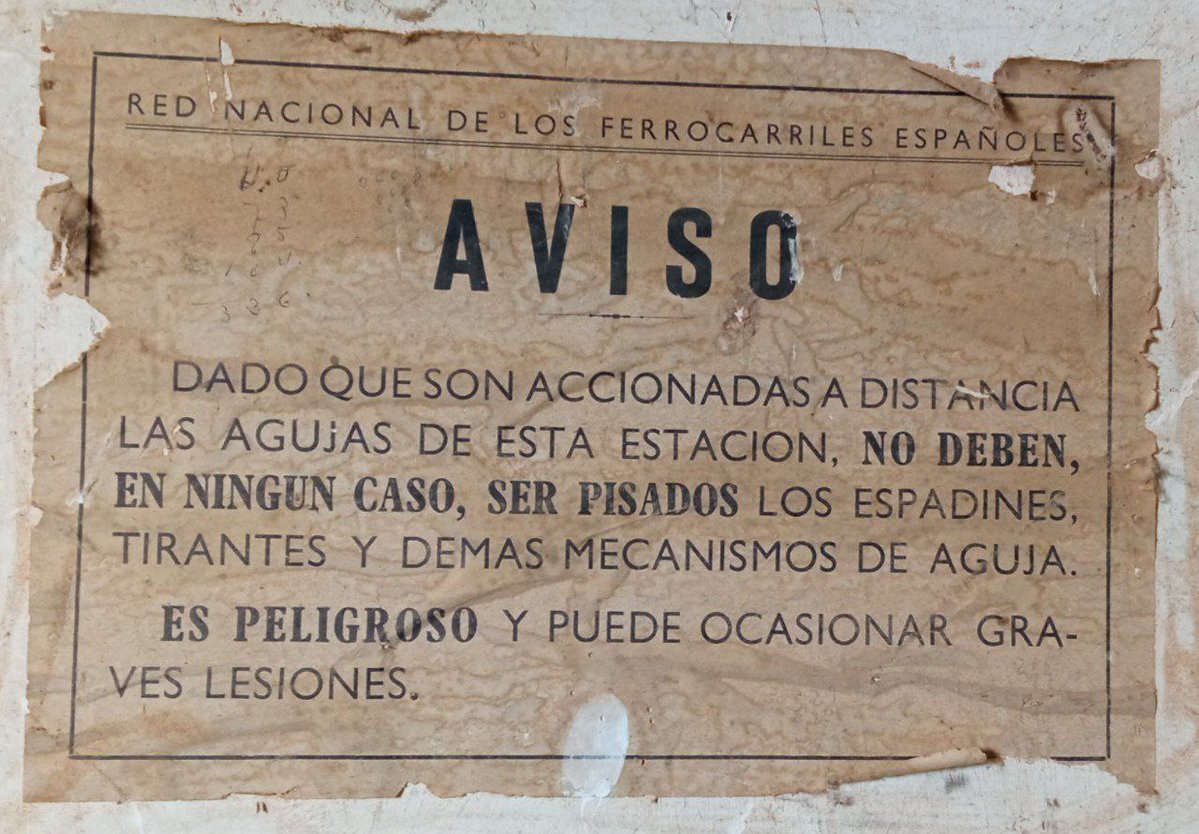 RED NACIONAL DE LOS FERROCARRILES ESPAÑOLES
AVISO
DADO QUE SON ACCIONADAS A DISTANCIA
LAS AGUJAS DE ESTA ESTACION, NO DEBEN,
EN NINGUN CASO, SER PISADOS LOS ESPADINES,
TIRANTES Y DEMAS MECANISMOS DE AGUJA.
ES PELIGROSO Y PUEDE OCASIONAR GRA-
VES LESIONES.